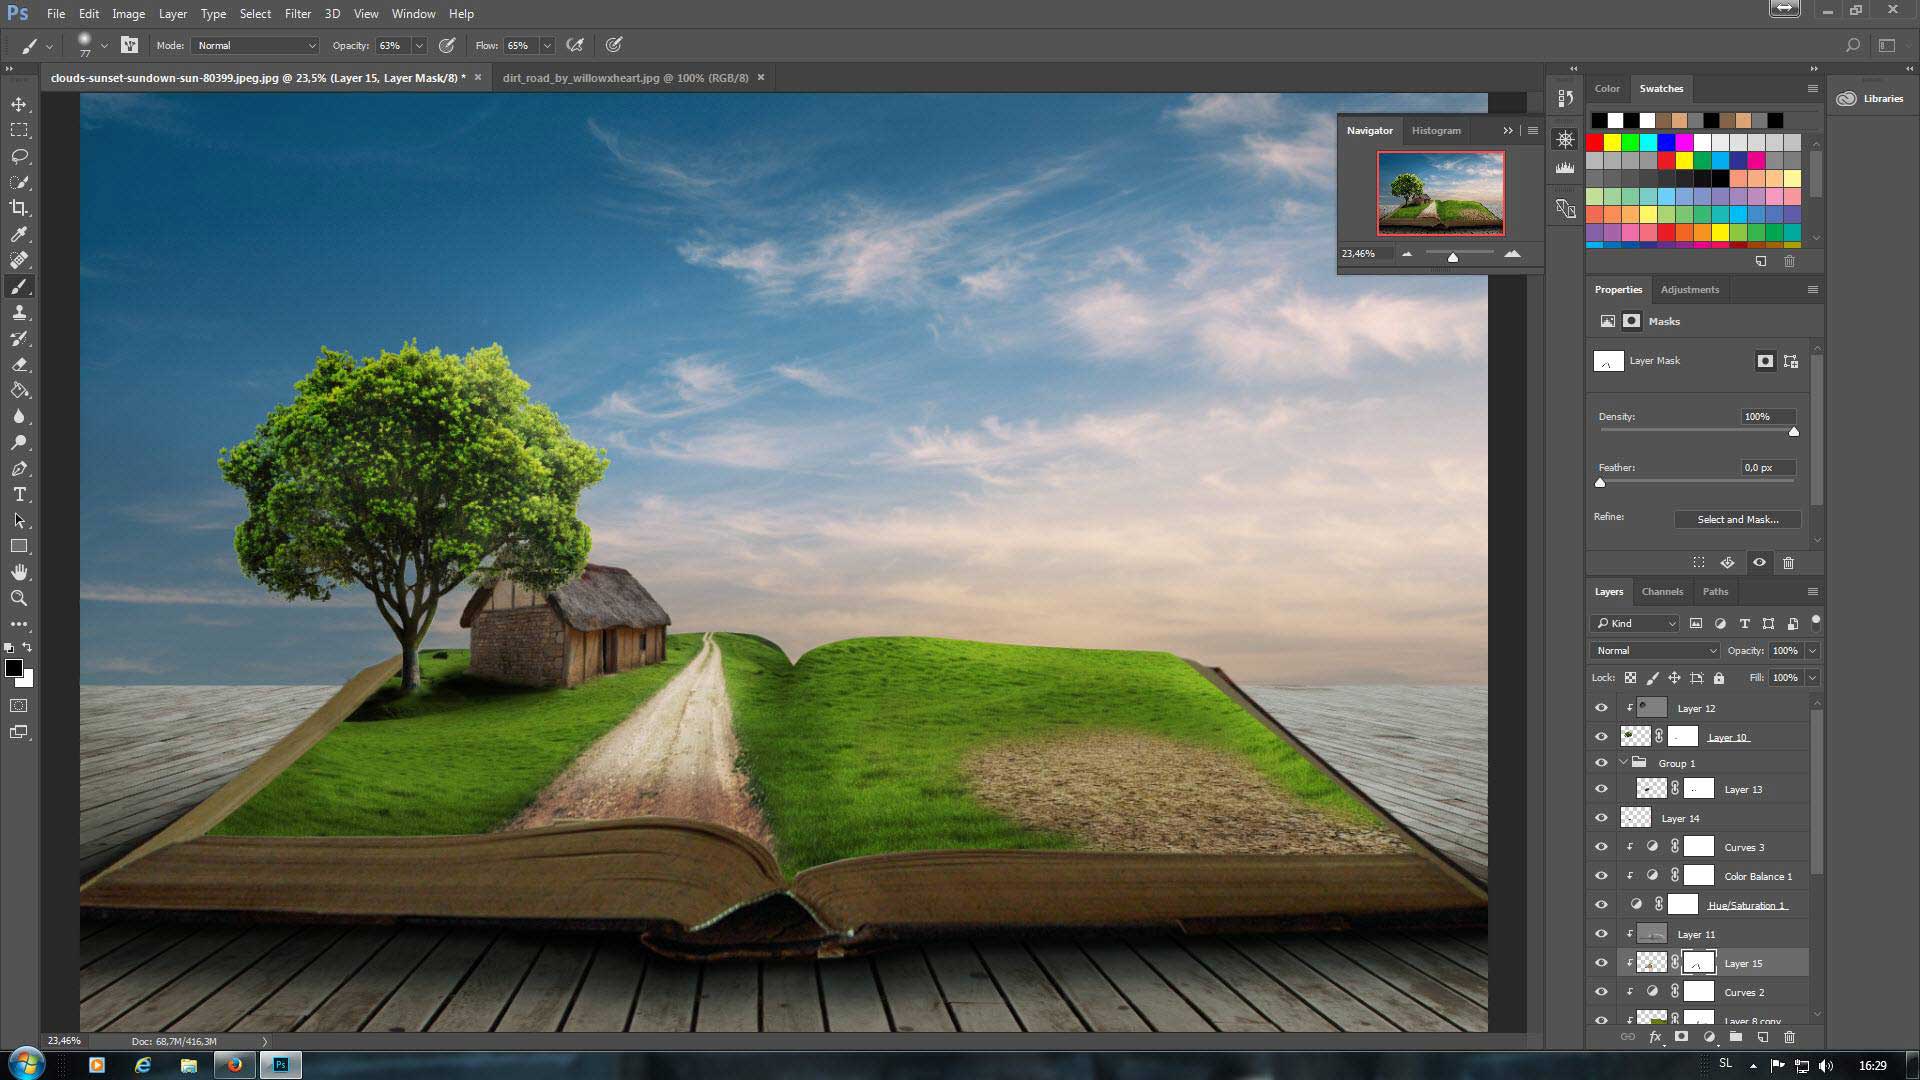 Ps File Edit Image Layer Type Select Filter 3D View Window Help
77 Mode: Normal Opacity: 63% Flow: 65%
clouds-sunset-sundown-sun-80399.jpeg.jpg @ 23,5% (Layer 15, Layer Mask/8) * × dirt_road_by_willowxheart.jpg @ 100% (RGB/8) ×
Navigator Histogram
23,46%
Color Swatches
Libraries
Properties Adjustments
Masks
Layer Mask
Density: 100%
Feather: 0,0 px
Refine: Select and Mask...
Layers Channels Paths
Kind
Normal Opacity: 100%
Lock: Fill: 100%
Layer 12
Layer 10
Group 1
Layer 13
Layer 14
Curves 3
Color Balance 1
Hue/Saturation 1
Layer 11
Layer 15
Curves 2
Layer 8 copy
fx
23,46% Doc: 68,7M/416,3M
Ps SL 16:29